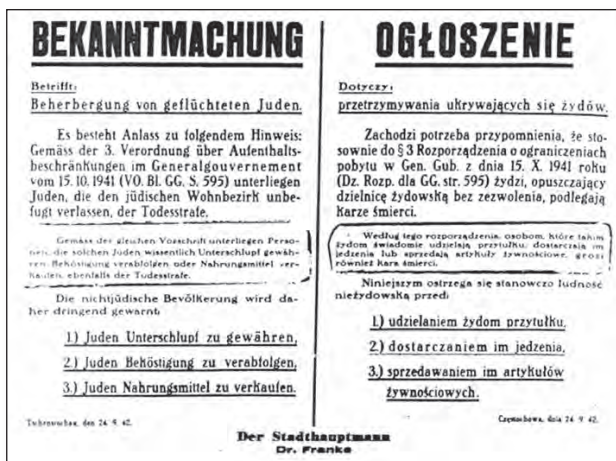 BEKANNTMACHUNG
Betrifft:
Beherbergung von geflüchteten Juden.
Es besteht Anlass zu folgendem Hinweis:
Gemäss der 3. Verordnung über Aufenthalts-
beschränkungen im Generalgouvernement
vom 15.10.1941 (VO. Bl. GG. S. 595) unterliegen
Juden, die den jüdischen Wohnbezirk unbe-
fugt verlassen, der Todesstrafe.
Gemäss der gleichen Vorschrift unterliegen Perso-
nen, die solchen Juden wissentlich Unterschlupf gewäh-
ren, Beköstigung verabfolgen oder Nahrungsmittel ver-
kaufen, ebenfalls der Todesstrafe.
Die nichtjüdische Bevölkerung wird da-
her dringend gewarnt:
1.) Juden Unterschlupf zu gewähren,
2.) Juden Beköstigung zu verabfolgen,
3.) Juden Nahrungsmittel zu verkaufen.
Tschenstochau, den 24. 9. 42.
OGŁOSZENIE
Dotyczy:
przetrzymywania ukrywających się żydów.
Zachodzi potrzeba przypomnienia, że sto-
sownie do § 3 Rozporządzenia o ograniczeniach
pobytu w Gen. Gub. z dnia 15. X. 1941 roku
(Dz. Rozp. dla GG. str. 595) żydzi, opuszczający
dzielnicę żydowską bez zezwolenia, podlegają
karze śmierci.
Według tego rozporządzenia, osobom, które takim
żydom świadomie udzielają przytułku, dostarczają im
jedzenia lub sprzedają artykuły żywnościowe, grozi
również kara śmierci.
Niniejszym ostrzega się stanowczo ludność
nieżydowską przed:
1.) udzielaniem żydom przytułku,
2.) dostarczaniem im jedzenia,
3.) sprzedawaniem im artykułów
żywnościowych.
Częstochowa, dnia 24. 9. 42.
Der Stadthauptmann
Dr. Franke